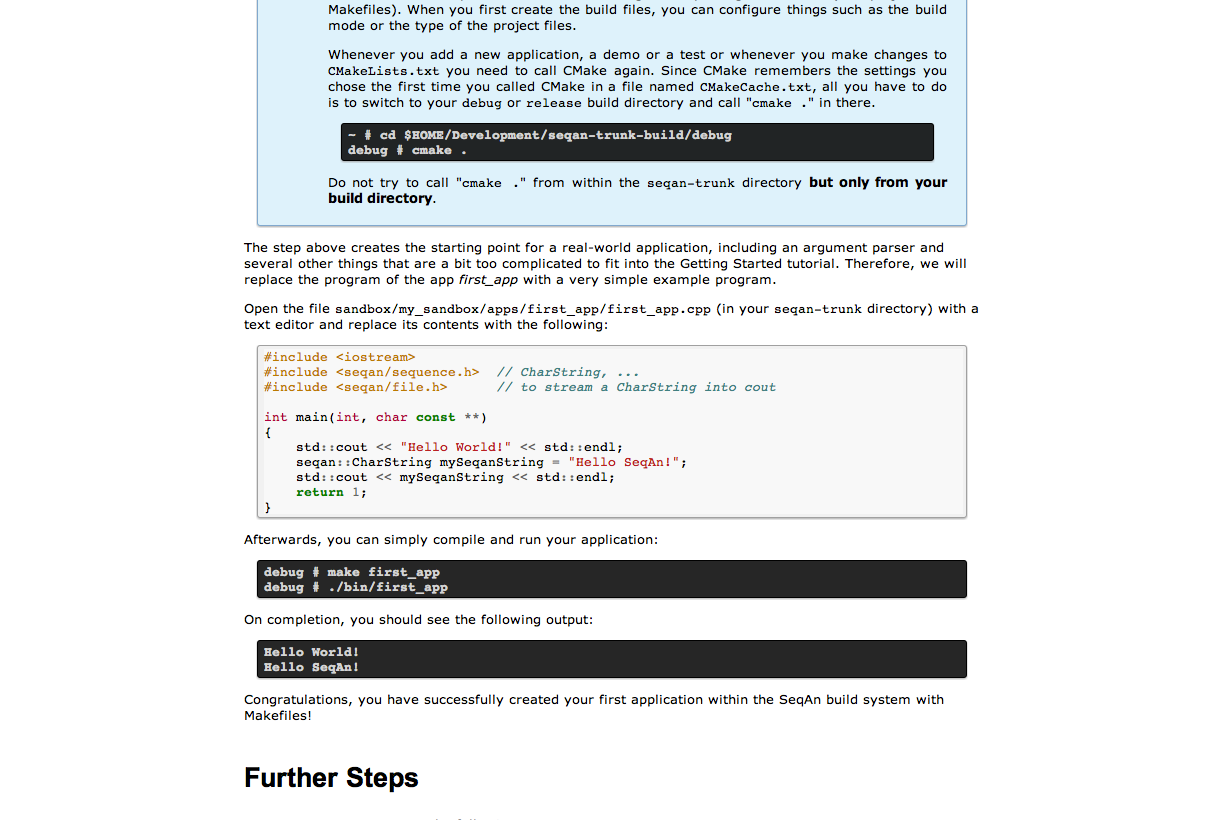 Makefiles). When you first create the build files, you can configure things such as the build
mode or the type of the project files.
Whenever you add a new application, a demo or a test or whenever you make changes to
CMakeLists.txt you need to call CMake again. Since CMake remembers the settings you
chose the first time you called CMake in a file named CMakeCache.txt, all you have to do
is to switch to your debug or release build directory and call "cmake ." in there.
~ # cd $HOME/Development/seqan-trunk-build/debug
debug # cmake .
Do not try to call "cmake ." from within the seqan-trunk directory but only from your
build directory.
The step above creates the starting point for a real-world application, including an argument parser and
several other things that are a bit too complicated to fit into the Getting Started tutorial. Therefore, we will
replace the program of the app first_app with a very simple example program.
Open the file sandbox/my_sandbox/apps/first_app/first_app.cpp (in your seqan-trunk directory) with a
text editor and replace its contents with the following:
#include <iostream>
#include <seqan/sequence.h>  // CharString, ...
#include <seqan/file.h>      // to stream a CharString into cout
int main(int, char const **)
{
    std::cout << "Hello World!" << std::endl;
    seqan::CharString mySeqanString = "Hello SeqAn!";
    std::cout << mySeqanString << std::endl;
    return 1;
}
Afterwards, you can simply compile and run your application:
debug # make first_app
debug # ./bin/first_app
On completion, you should see the following output:
Hello World!
Hello SeqAn!
Congratulations, you have successfully created your first application within the SeqAn build system with
Makefiles!
Further Steps